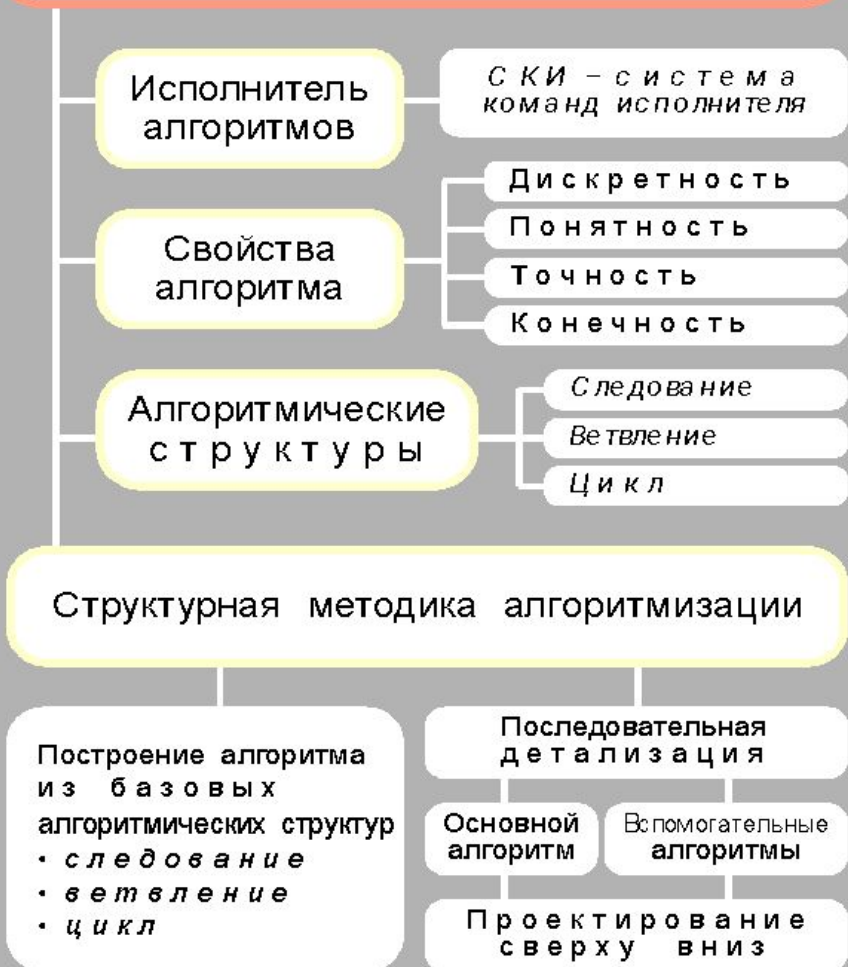 Исполнитель
алгоритмов
СКИ – система
команд исполнителя
Свойства
алгоритма
Дискретность
Понятность
Точность
Конечность
Алгоритмические
структуры
Следование
Ветвление
Цикл
Структурная методика алгоритмизации
Построение алгоритма
из базовых
алгоритмических структур
• следование
• ветвление
• цикл
Последовательная
детализация
Основной
алгоритм
Вспомогательные
алгоритмы
Проектирование
сверху вниз